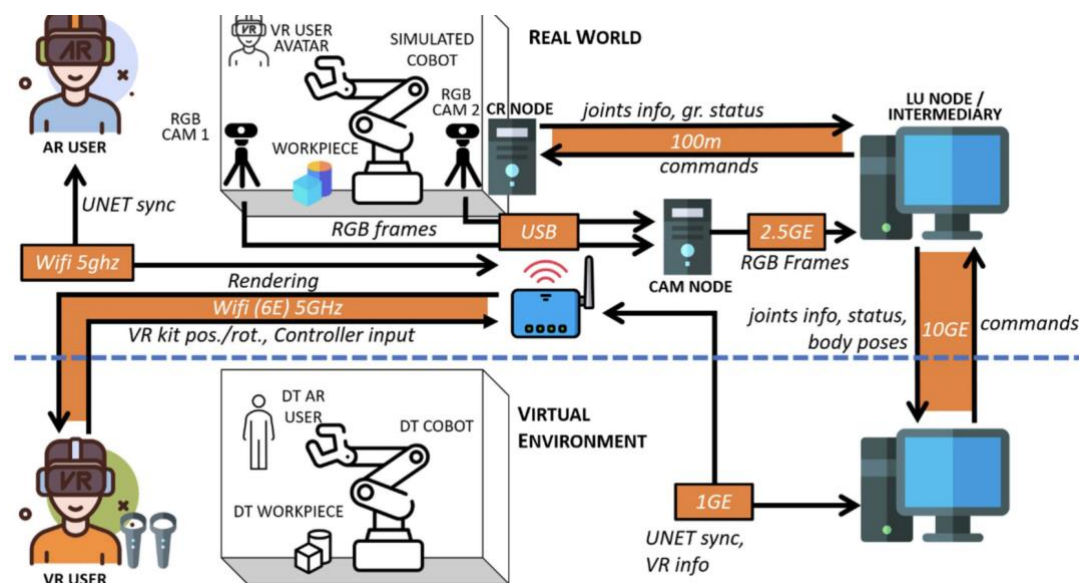 AR
AR USER
UNET sync
Wifi 5ghz
VR
VR USER
AVATAR
SIMULATED
COBOT
RGB
CAM 1
RGB
CAM 2
WORKPIECE
REAL WORLD
CR NODE
joints info, gr. status
100m
commands
LU NODE /
INTERMEDIARY
RGB frames
USB
2.5GE
RGB Frames
CAM NODE
Rendering
Wifi (6E) 5GHz
VR kit pos./rot., Controller input
joints info, status,
body poses
10GE
commands
DT AR
USER
DT COBOT
DT WORKPIECE
VIRTUAL
ENVIRONMENT
1GE
UNET sync,
VR info
VR
VR USER